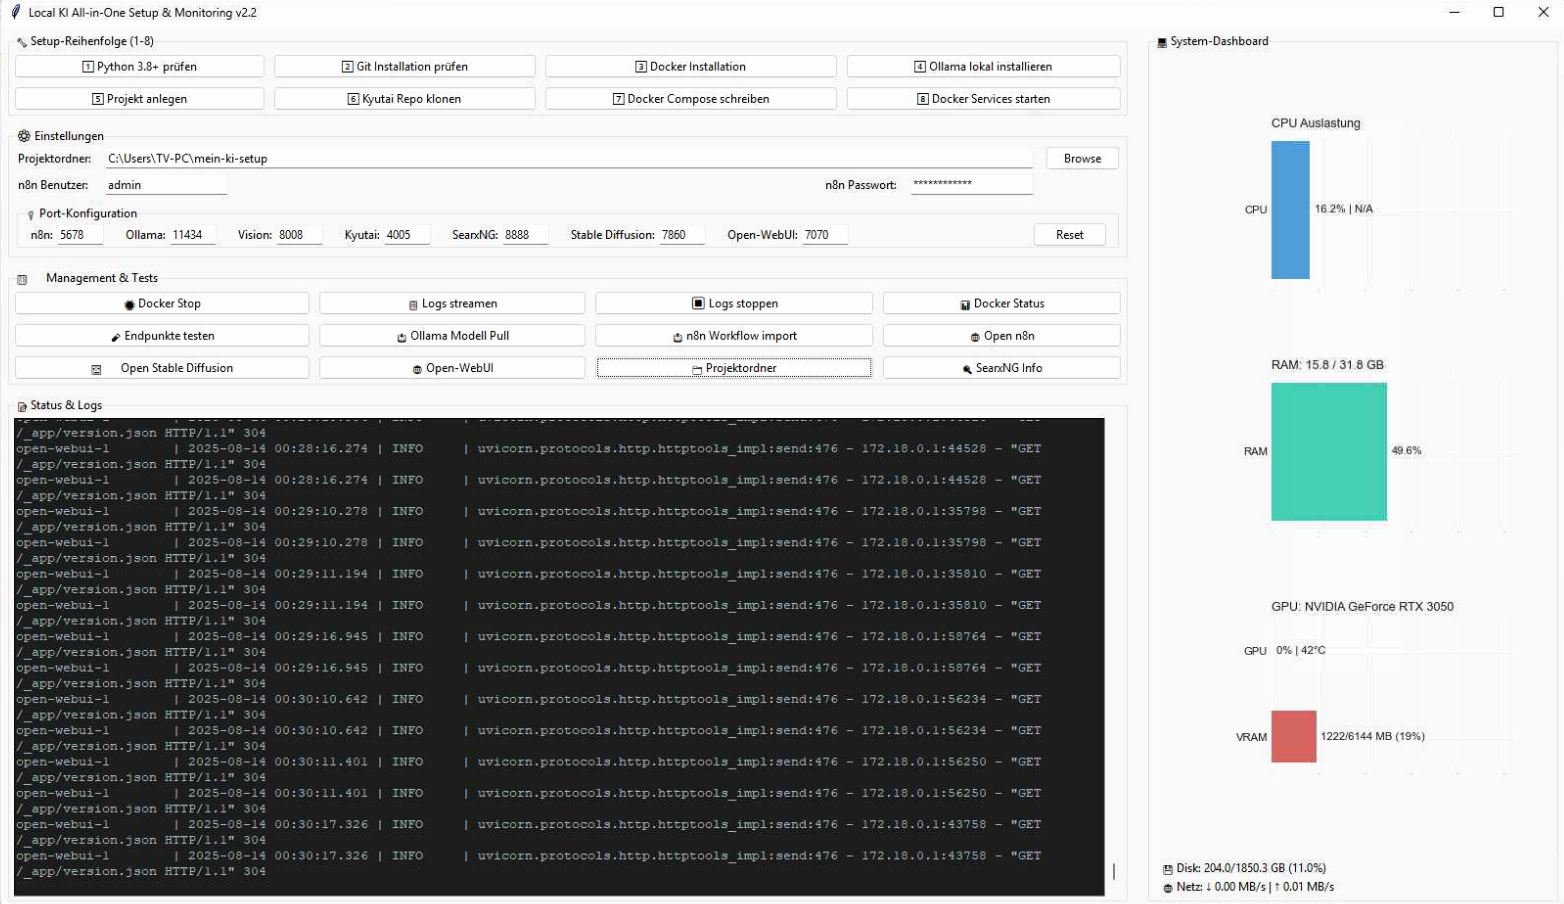 Local KI All-in-One Setup & Monitoring v2.2
Setup-Reihenfolge (1-8)
1 Python 3.8+ prüfen
2 Git Installation prüfen
3 Docker Installation
4 Ollama lokal installieren
5 Projekt anlegen
6 Kyutai Repo klonen
7 Docker Compose schreiben
8 Docker Services starten
Einstellungen
Projektordner: C:\Users\TV-PC\mein-ki-setup
Browse
n8n Benutzer: admin
n8n Passwort: ************
Port-Konfiguration
n8n: 5678 Ollama: 11434 Vision: 8008 Kyutai: 4005 SearxNG: 8888 Stable Diffusion: 7860 Open-WebUI: 7070
Reset
Management & Tests
Docker Stop
Logs streamen
Logs stoppen
Docker Status
Endpunkte testen
Ollama Modell Pull
n8n Workflow import
Open n8n
Open Stable Diffusion
Open-WebUI
Projektordner
SearxNG Info
Status & Logs
/_app/version.json HTTP/1.1" 304
open-webui-1 | 2025-08-14 00:28:16.274 | INFO | uvicorn.protocols.http.httptools_impl:send:476 - 172.18.0.1:44528 - "GET
/_app/version.json HTTP/1.1" 304
open-webui-1 | 2025-08-14 00:28:16.274 | INFO | uvicorn.protocols.http.httptools_impl:send:476 - 172.18.0.1:44528 - "GET
/_app/version.json HTTP/1.1" 304
open-webui-1 | 2025-08-14 00:29:10.278 | INFO | uvicorn.protocols.http.httptools_impl:send:476 - 172.18.0.1:35798 - "GET
/_app/version.json HTTP/1.1" 304
open-webui-1 | 2025-08-14 00:29:10.278 | INFO | uvicorn.protocols.http.httptools_impl:send:476 - 172.18.0.1:35798 - "GET
/_app/version.json HTTP/1.1" 304
open-webui-1 | 2025-08-14 00:29:11.194 | INFO | uvicorn.protocols.http.httptools_impl:send:476 - 172.18.0.1:35810 - "GET
/_app/version.json HTTP/1.1" 304
open-webui-1 | 2025-08-14 00:29:11.194 | INFO | uvicorn.protocols.http.httptools_impl:send:476 - 172.18.0.1:35810 - "GET
/_app/version.json HTTP/1.1" 304
open-webui-1 | 2025-08-14 00:29:16.945 | INFO | uvicorn.protocols.http.httptools_impl:send:476 - 172.18.0.1:58764 - "GET
/_app/version.json HTTP/1.1" 304
open-webui-1 | 2025-08-14 00:29:16.945 | INFO | uvicorn.protocols.http.httptools_impl:send:476 - 172.18.0.1:58764 - "GET
/_app/version.json HTTP/1.1" 304
open-webui-1 | 2025-08-14 00:30:10.642 | INFO | uvicorn.protocols.http.httptools_impl:send:476 - 172.18.0.1:56234 - "GET
/_app/version.json HTTP/1.1" 304
open-webui-1 | 2025-08-14 00:30:10.642 | INFO | uvicorn.protocols.http.httptools_impl:send:476 - 172.18.0.1:56234 - "GET
/_app/version.json HTTP/1.1" 304
open-webui-1 | 2025-08-14 00:30:11.401 | INFO | uvicorn.protocols.http.httptools_impl:send:476 - 172.18.0.1:56250 - "GET
/_app/version.json HTTP/1.1" 304
open-webui-1 | 2025-08-14 00:30:11.401 | INFO | uvicorn.protocols.http.httptools_impl:send:476 - 172.18.0.1:56250 - "GET
/_app/version.json HTTP/1.1" 304
open-webui-1 | 2025-08-14 00:30:17.326 | INFO | uvicorn.protocols.http.httptools_impl:send:476 - 172.18.0.1:43758 - "GET
/_app/version.json HTTP/1.1" 304
open-webui-1 | 2025-08-14 00:30:17.326 | INFO | uvicorn.protocols.http.httptools_impl:send:476 - 172.18.0.1:43758 - "GET
/_app/version.json HTTP/1.1" 304
System-Dashboard
CPU Auslastung
CPU 16.2% | N/A
RAM: 15.8 / 31.8 GB
RAM 49.6%
GPU: NVIDIA GeForce RTX 3050
GPU 0% | 42°C
VRAM 1222/6144 MB (19%)
Disk: 204.0/1850.3 GB (11.0%)
Netz: ↓ 0.00 MB/s | ↑ 0.01 MB/s